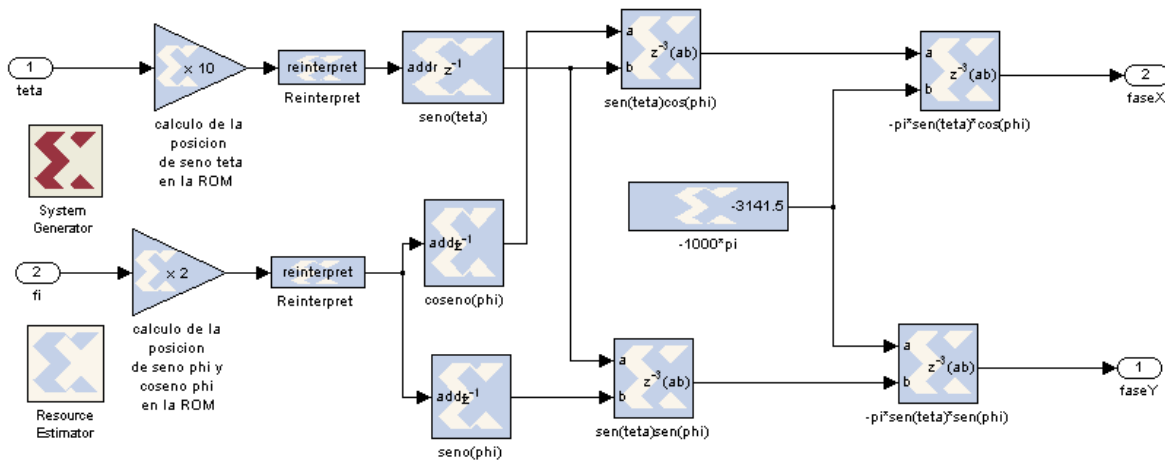 1
teta
x 10
calculo de la
posicion
de seno teta
en la ROM
reinterpret
Reinterpret
addr z⁻¹
seno(teta)
a
b
z⁻³(ab)
sen(teta)cos(phi)
a
b
z⁻³(ab)
-pi*sen(teta)*cos(phi)
2
faseX
System
Generator
-3141.5
-1000*pi
2
fi
x 2
calculo de la
posicion
de seno phi y
coseno phi
en la ROM
reinterpret
Reinterpret
addr z⁻¹
coseno(phi)
addr z⁻¹
seno(phi)
a
b
z⁻³(ab)
sen(teta)sen(phi)
a
b
z⁻³(ab)
-pi*sen(teta)*sen(phi)
1
faseY
Resource
Estimator